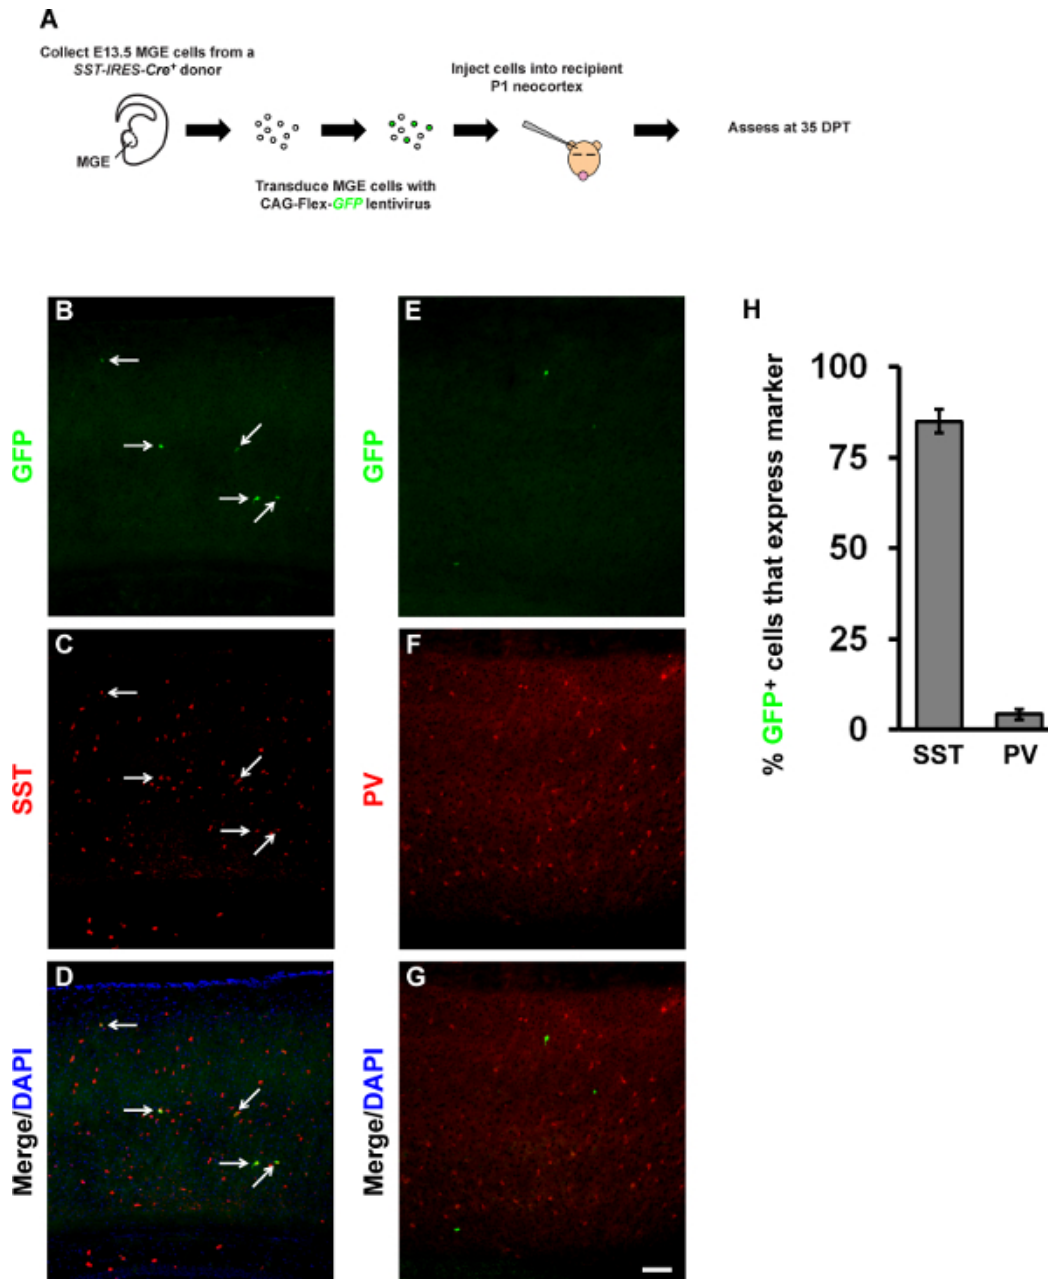 A
Collect E13.5 MGE cells from a
SST-IRES-Cre⁺ donor
MGE
Transduce MGE cells with
CAG-Flex-GFP lentivirus
Inject cells into recipient
P1 neocortex
Assess at 35 DPT
B
GFP
C
SST
D
Merge/DAPI
E
GFP
F
PV
G
Merge/DAPI
H
% GFP⁺ cells that express marker
100
75
50
25
0
SST PV